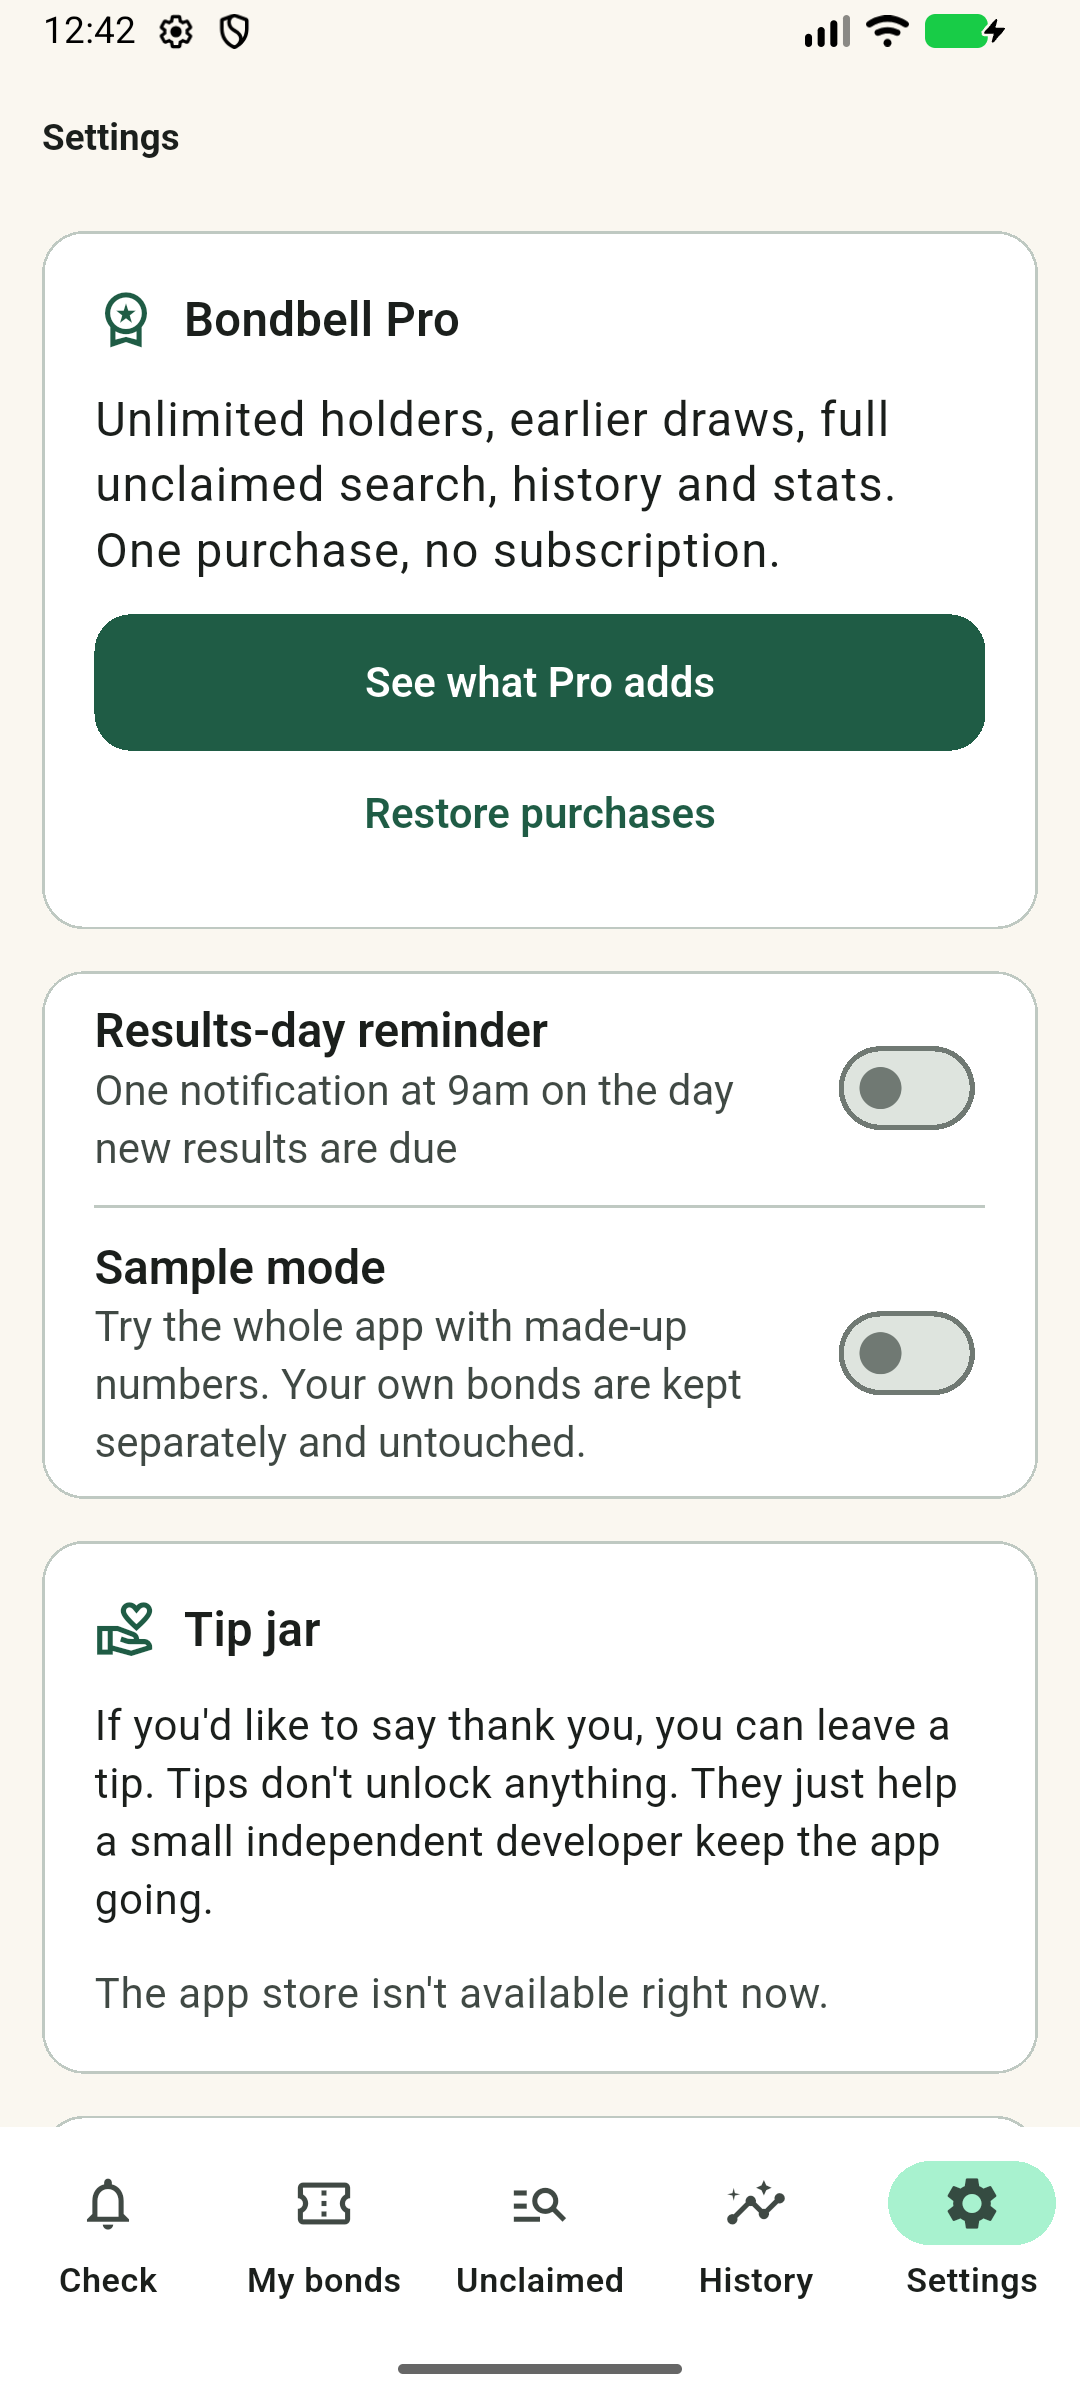 12:42
Settings
Bondbell Pro
Unlimited holders, earlier draws, full
unclaimed search, history and stats.
One purchase, no subscription.
See what Pro adds
Restore purchases
Results-day reminder
One notification at 9am on the day
new results are due
Sample mode
Try the whole app with made-up
numbers. Your own bonds are kept
separately and untouched.
Tip jar
If you'd like to say thank you, you can leave a
tip. Tips don't unlock anything. They just help
a small independent developer keep the app
going.
The app store isn't available right now.
Check
My bonds
Unclaimed
History
Settings